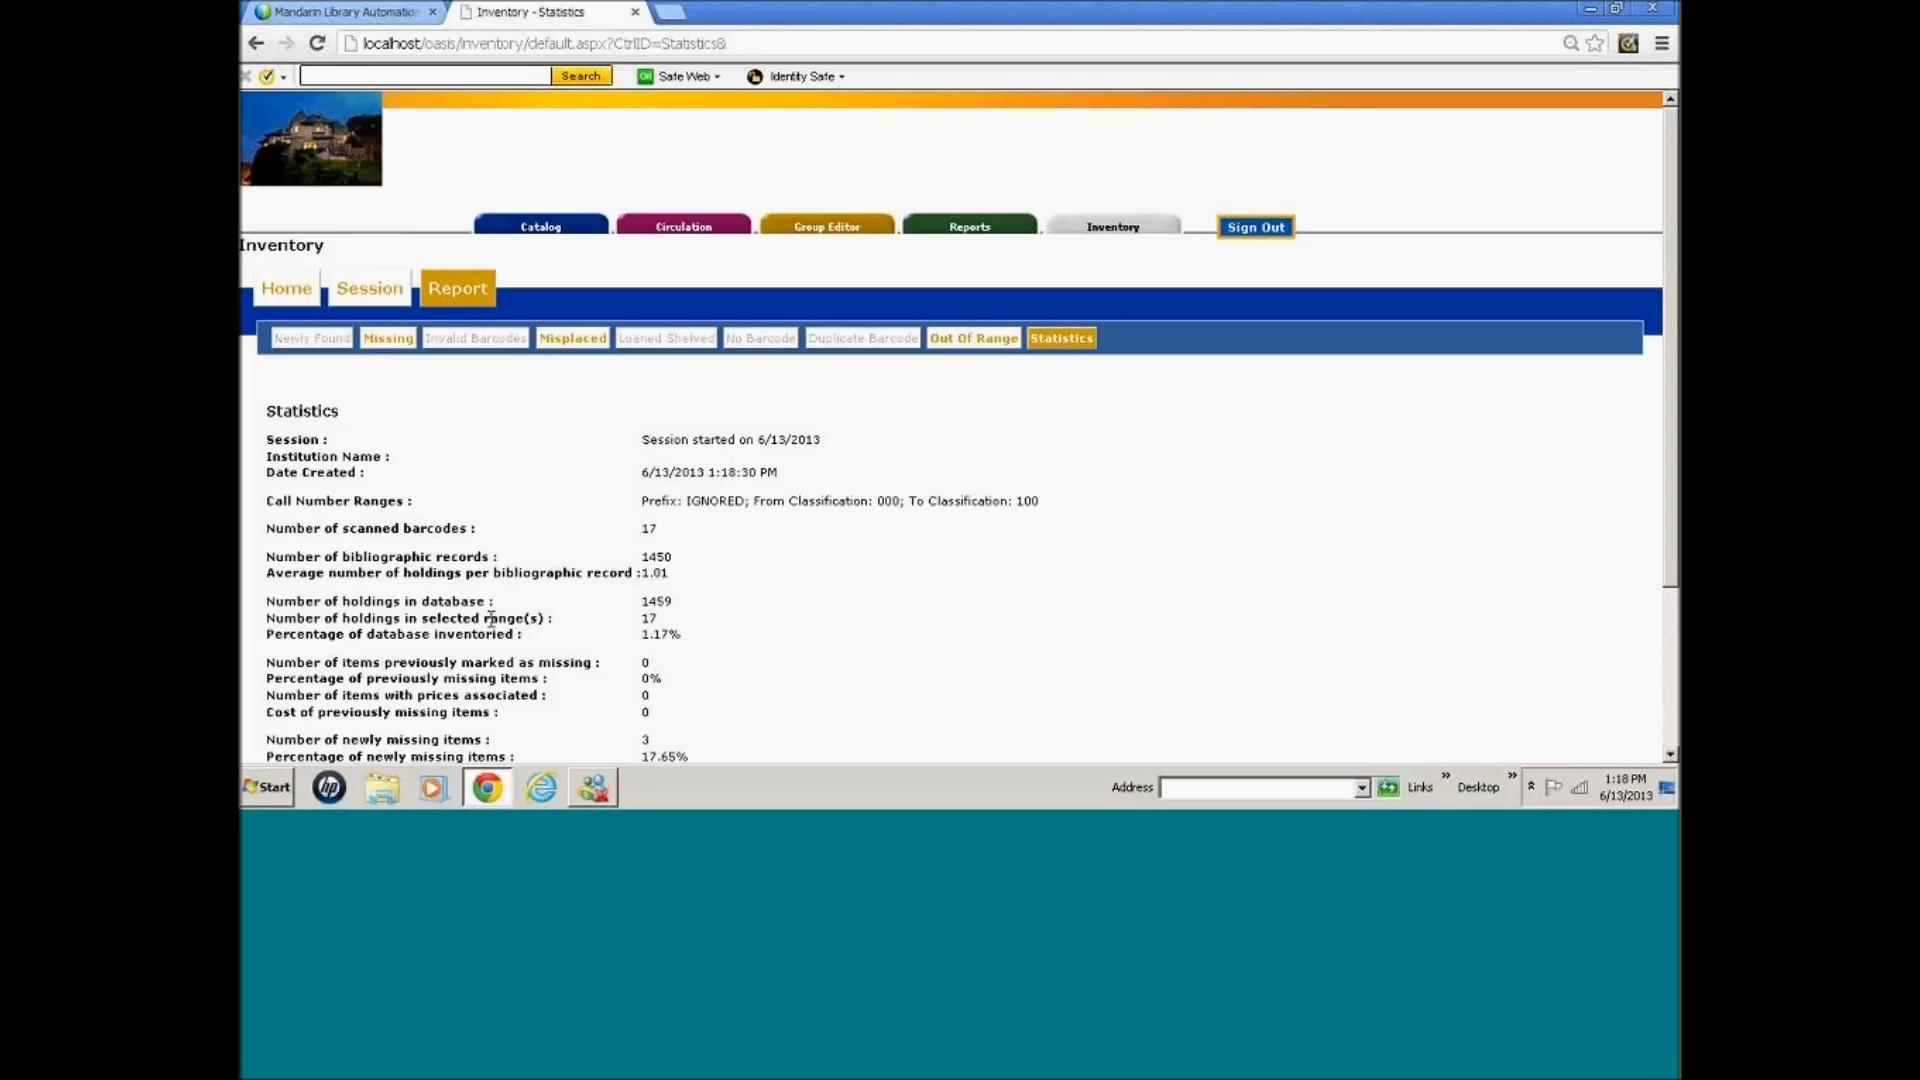 Mandarin Library Automation
Inventory - Statistics
localhost/oasis/inventory/default.aspx?CtrlID=Statistics&
Search
Safe Web
Identity Safe
Catalog
Circulation
Group Editor
Reports
Inventory
Sign Out
Inventory
Home
Session
Report
Newly Found
Missing
Invalid Barcodes
Misplaced
Loaned Shelved
No Barcode
Duplicate Barcode
Out Of Range
Statistics
Statistics
Session : Session started on 6/13/2013
Institution Name :
Date Created : 6/13/2013 1:18:30 PM
Call Number Ranges : Prefix: IGNORED; From Classification: 000; To Classification: 100
Number of scanned barcodes : 17
Number of bibliographic records : 1450
Average number of holdings per bibliographic record :1.01
Number of holdings in database : 1459
Number of holdings in selected range(s) : 17
Percentage of database inventoried : 1.17%
Number of items previously marked as missing : 0
Percentage of previously missing items : 0%
Number of items with prices associated : 0
Cost of previously missing items : 0
Number of newly missing items : 3
Percentage of newly missing items : 17.65%
Start
hp
Address
Links
Desktop
1:18 PM
6/13/2013